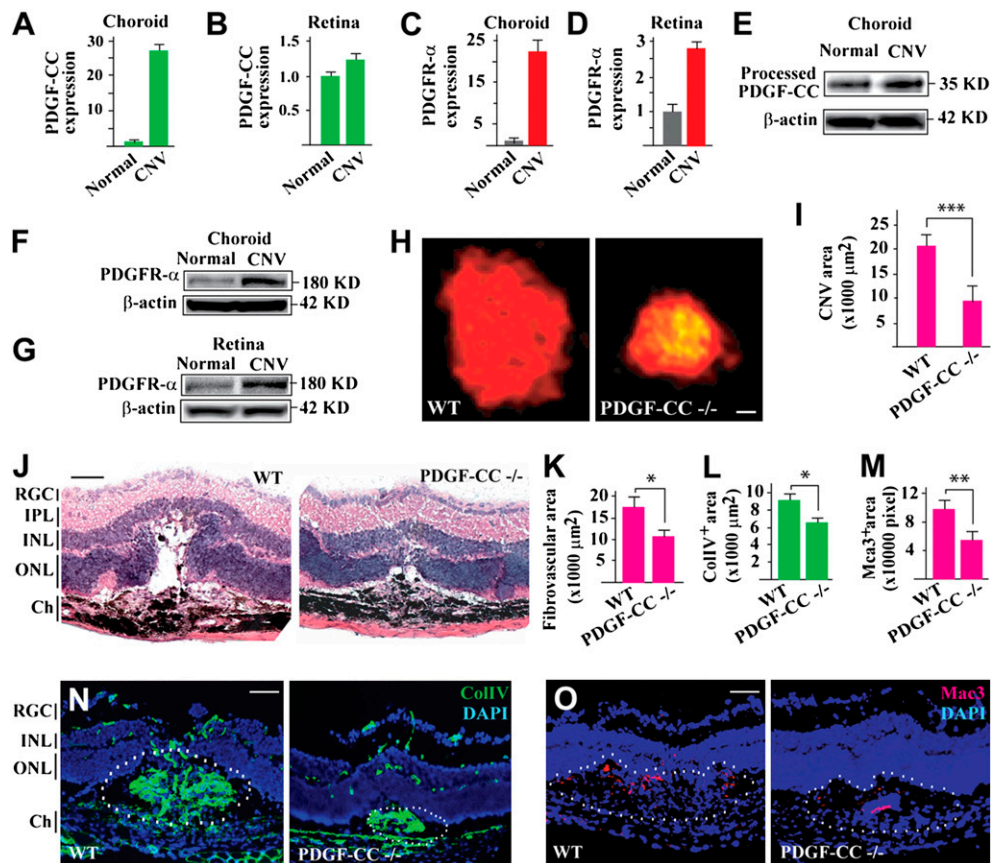 A
Choroid
PDGF-CC
expression
30
20
10
0
Normal
CNV
B
Retina
PDGF-CC
expression
1.5
1.0
0.5
Normal
CNV
C
Choroid
PDGFR-α
expression
25
15
5
0
Normal
CNV
D
Retina
PDGFR-α
expression
3
2
1
0
Normal
CNV
E
Choroid
Normal CNV
Processed
PDGF-CC
35 KD
β-actin
42 KD
F
Choroid
Normal CNV
PDGFR-α
180 KD
β-actin
42 KD
G
Retina
Normal CNV
PDGFR-α
180 KD
β-actin
42 KD
H
WT
PDGF-CC -/-
I
CNV area
(x1000 µm2)
25
20
15
10
5
***
WT
PDGF-CC -/-
J
WT
PDGF-CC -/-
RGC
IPL
INL
ONL
Ch
K
Fibrovascular area
(x1000 µm2)
20
15
10
5
0
*
WT
PDGF-CC -/-
L
ColIV+ area
(x1000 µm2)
10
8
6
4
2
0
*
WT
PDGF-CC -/-
M
Mca3+area
(x10000 pixel)
12
8
4
**
WT
PDGF-CC -/-
N
ColIV
DAPI
RGC
INL
ONL
Ch
WT
PDGF-CC -/-
O
Mac3
DAPI
WT
PDGF-CC -/-